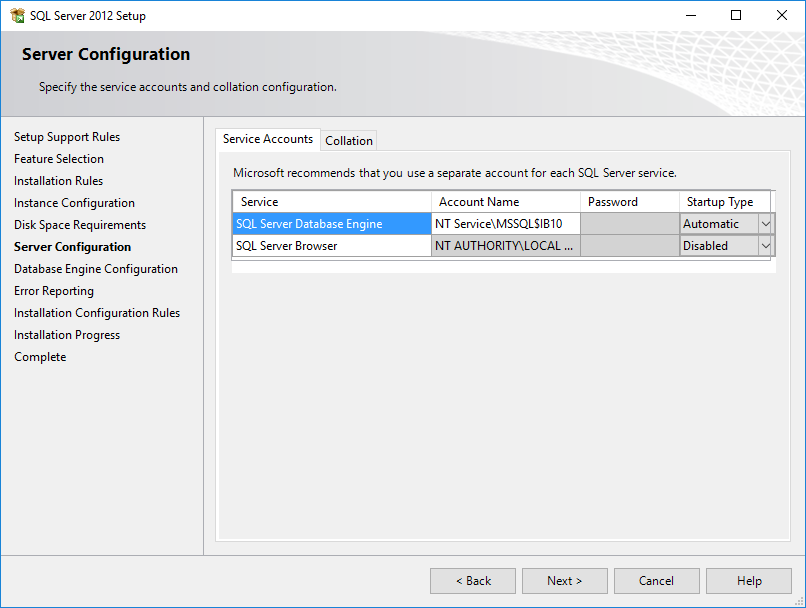 SQL Server 2012 Setup
Server Configuration
Specify the service accounts and collation configuration.
Setup Support Rules
Feature Selection
Installation Rules
Instance Configuration
Disk Space Requirements
Server Configuration
Database Engine Configuration
Error Reporting
Installation Configuration Rules
Installation Progress
Complete
Service Accounts Collation
Microsoft recommends that you use a separate account for each SQL Server service.
Service Account Name Password Startup Type
SQL Server Database Engine NT Service\MSSQL$IB10 Automatic
SQL Server Browser NT AUTHORITY\LOCAL ... Disabled
< Back Next > Cancel Help